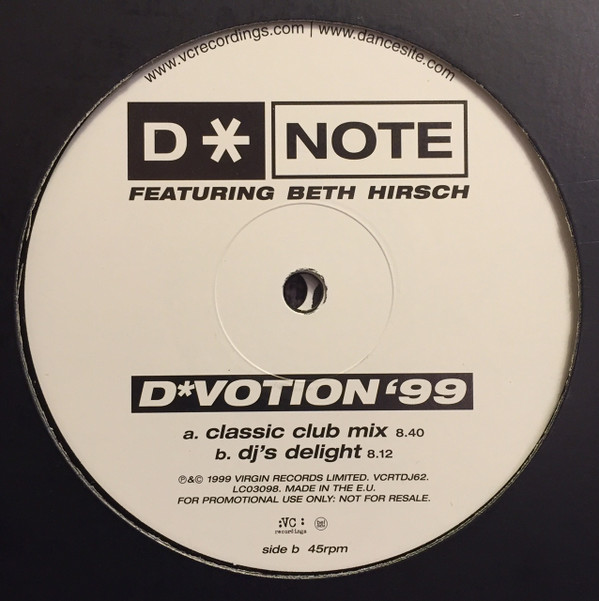 www.vcrecordings.com | www.dancesite.com
D * NOTE
FEATURING BETH HIRSCH
D*VOTION ‘99
a. classic club mix 8.40
b. dj's delight 8.12
℗&© 1999 VIRGIN RECORDS LIMITED. VCRTDJ62.
LC03098. MADE IN THE E.U.
FOR PROMOTIONAL USE ONLY: NOT FOR RESALE.
:VC :
recordings
side b 45rpm